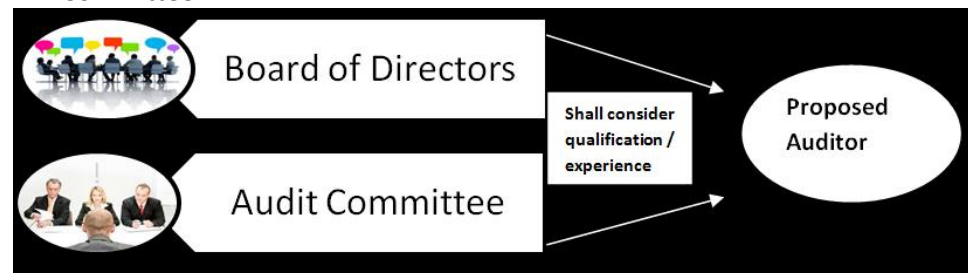 Board of Directors
Shall consider
qualification /
experience
Proposed
Auditor
Audit Committee